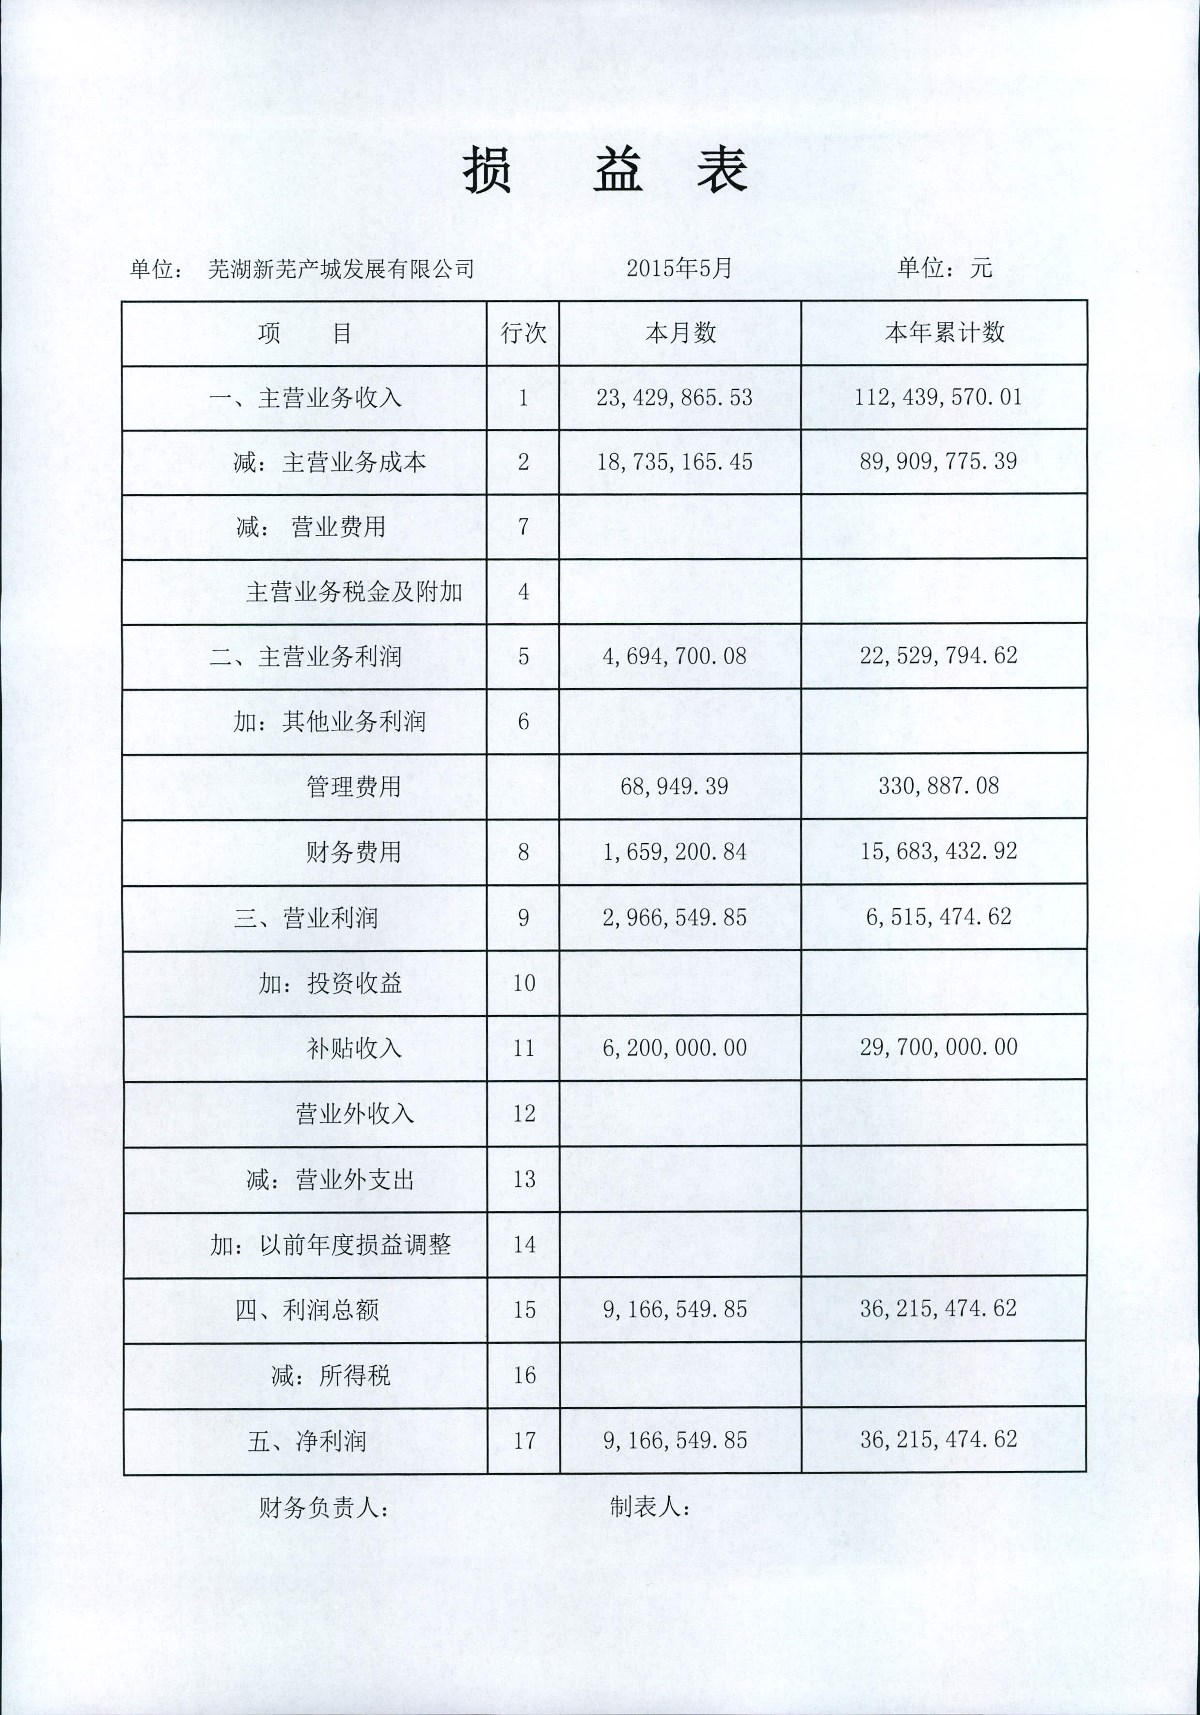 损 益 表
单位： 芜湖新芜产城发展有限公司 2015年5月 单位：元
项 目 行次 本月数 本年累计数
一、主营业务收入 1 23,429,865.53 112,439,570.01
减：主营业务成本 2 18,735,165.45 89,909,775.39
减： 营业费用 7
主营业务税金及附加 4
二、主营业务利润 5 4,694,700.08 22,529,794.62
加：其他业务利润 6
管理费用 68,949.39 330,887.08
财务费用 8 1,659,200.84 15,683,432.92
三、营业利润 9 2,966,549.85 6,515,474.62
加：投资收益 10
补贴收入 11 6,200,000.00 29,700,000.00
营业外收入 12
减：营业外支出 13
加：以前年度损益调整 14
四、利润总额 15 9,166,549.85 36,215,474.62
减：所得税 16
五、净利润 17 9,166,549.85 36,215,474.62
财务负责人： 制表人：